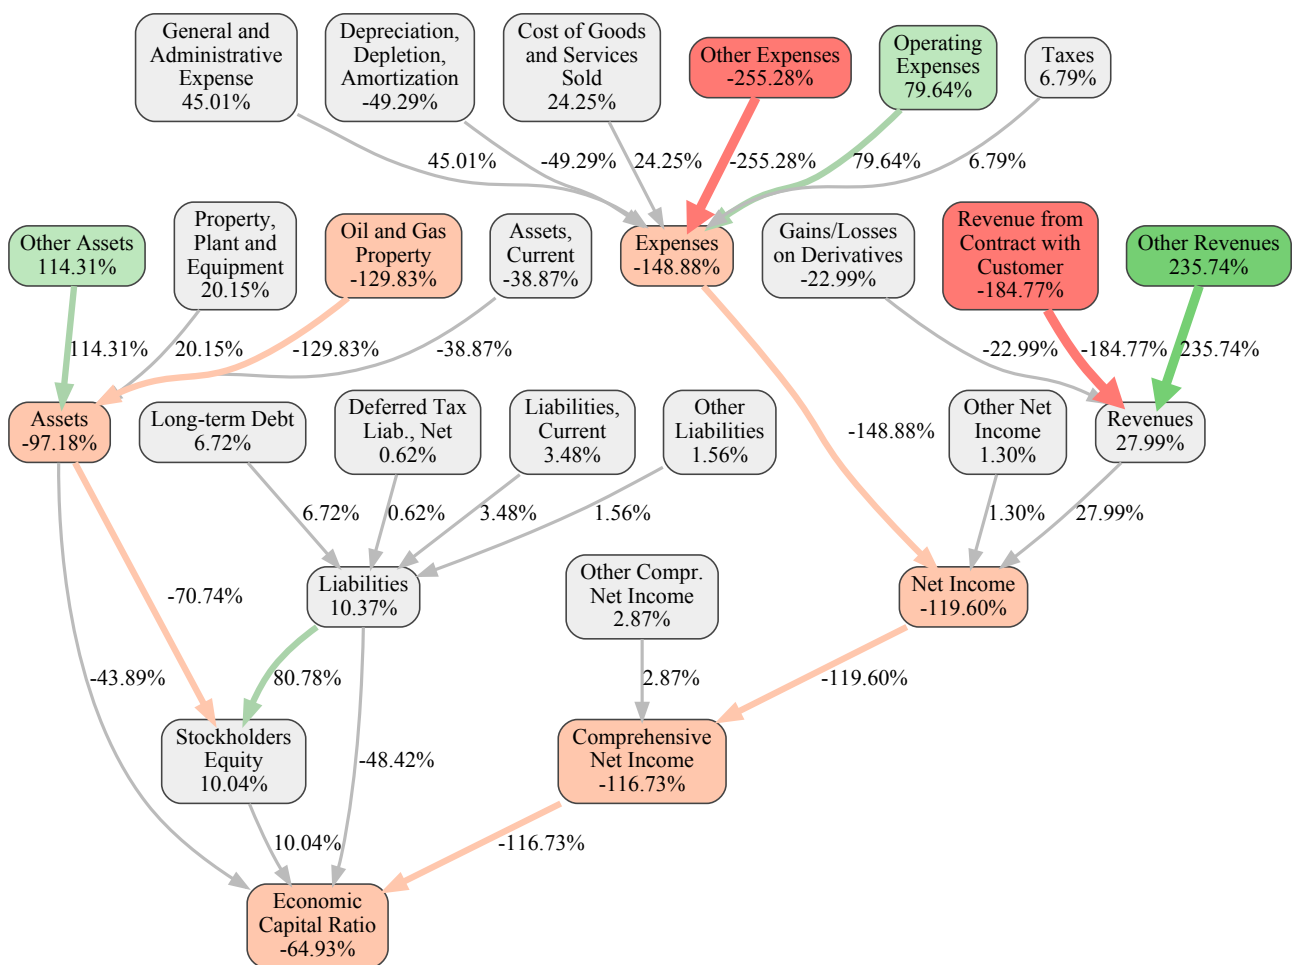 General and
Administrative
Expense
45.01%
Depreciation,
Depletion,
Amortization
-49.29%
Cost of Goods
and Services
Sold
24.25%
Other Expenses
-255.28%
Operating
Expenses
79.64%
Taxes
6.79%
45.01%
-49.29%
24.25%
-255.28%
79.64%
6.79%
Other Assets
114.31%
Property,
Plant and
Equipment
20.15%
Oil and Gas
Property
-129.83%
Assets,
Current
-38.87%
Expenses
-148.88%
Gains/Losses
on Derivatives
-22.99%
Revenue from
Contract with
Customer
-184.77%
Other Revenues
235.74%
114.31%
20.15%
-129.83%
-38.87%
-22.99%
-184.77%
235.74%
Assets
-97.18%
Long-term Debt
6.72%
Deferred Tax
Liab., Net
0.62%
Liabilities,
Current
3.48%
Other
Liabilities
1.56%
-148.88%
Other Net
Income
1.30%
Revenues
27.99%
6.72%
0.62%
3.48%
1.56%
1.30%
27.99%
-70.74%
Liabilities
10.37%
Other Compr.
Net Income
2.87%
Net Income
-119.60%
-43.89%
80.78%
2.87%
-119.60%
Stockholders
Equity
10.04%
-48.42%
Comprehensive
Net Income
-116.73%
10.04%
-116.73%
Economic
Capital Ratio
-64.93%